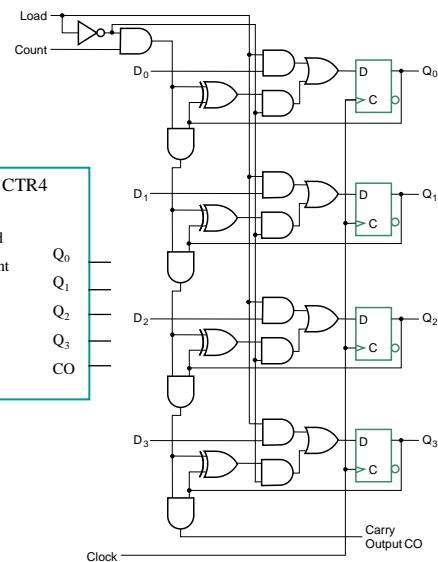 Load
Count
D0
D
C
Q0
CTR4
Q0
Q1
Q2
Q3
CO
D1
D
C
Q1
D2
D
C
Q2
D3
D
C
Q3
Carry
Output CO
Clock